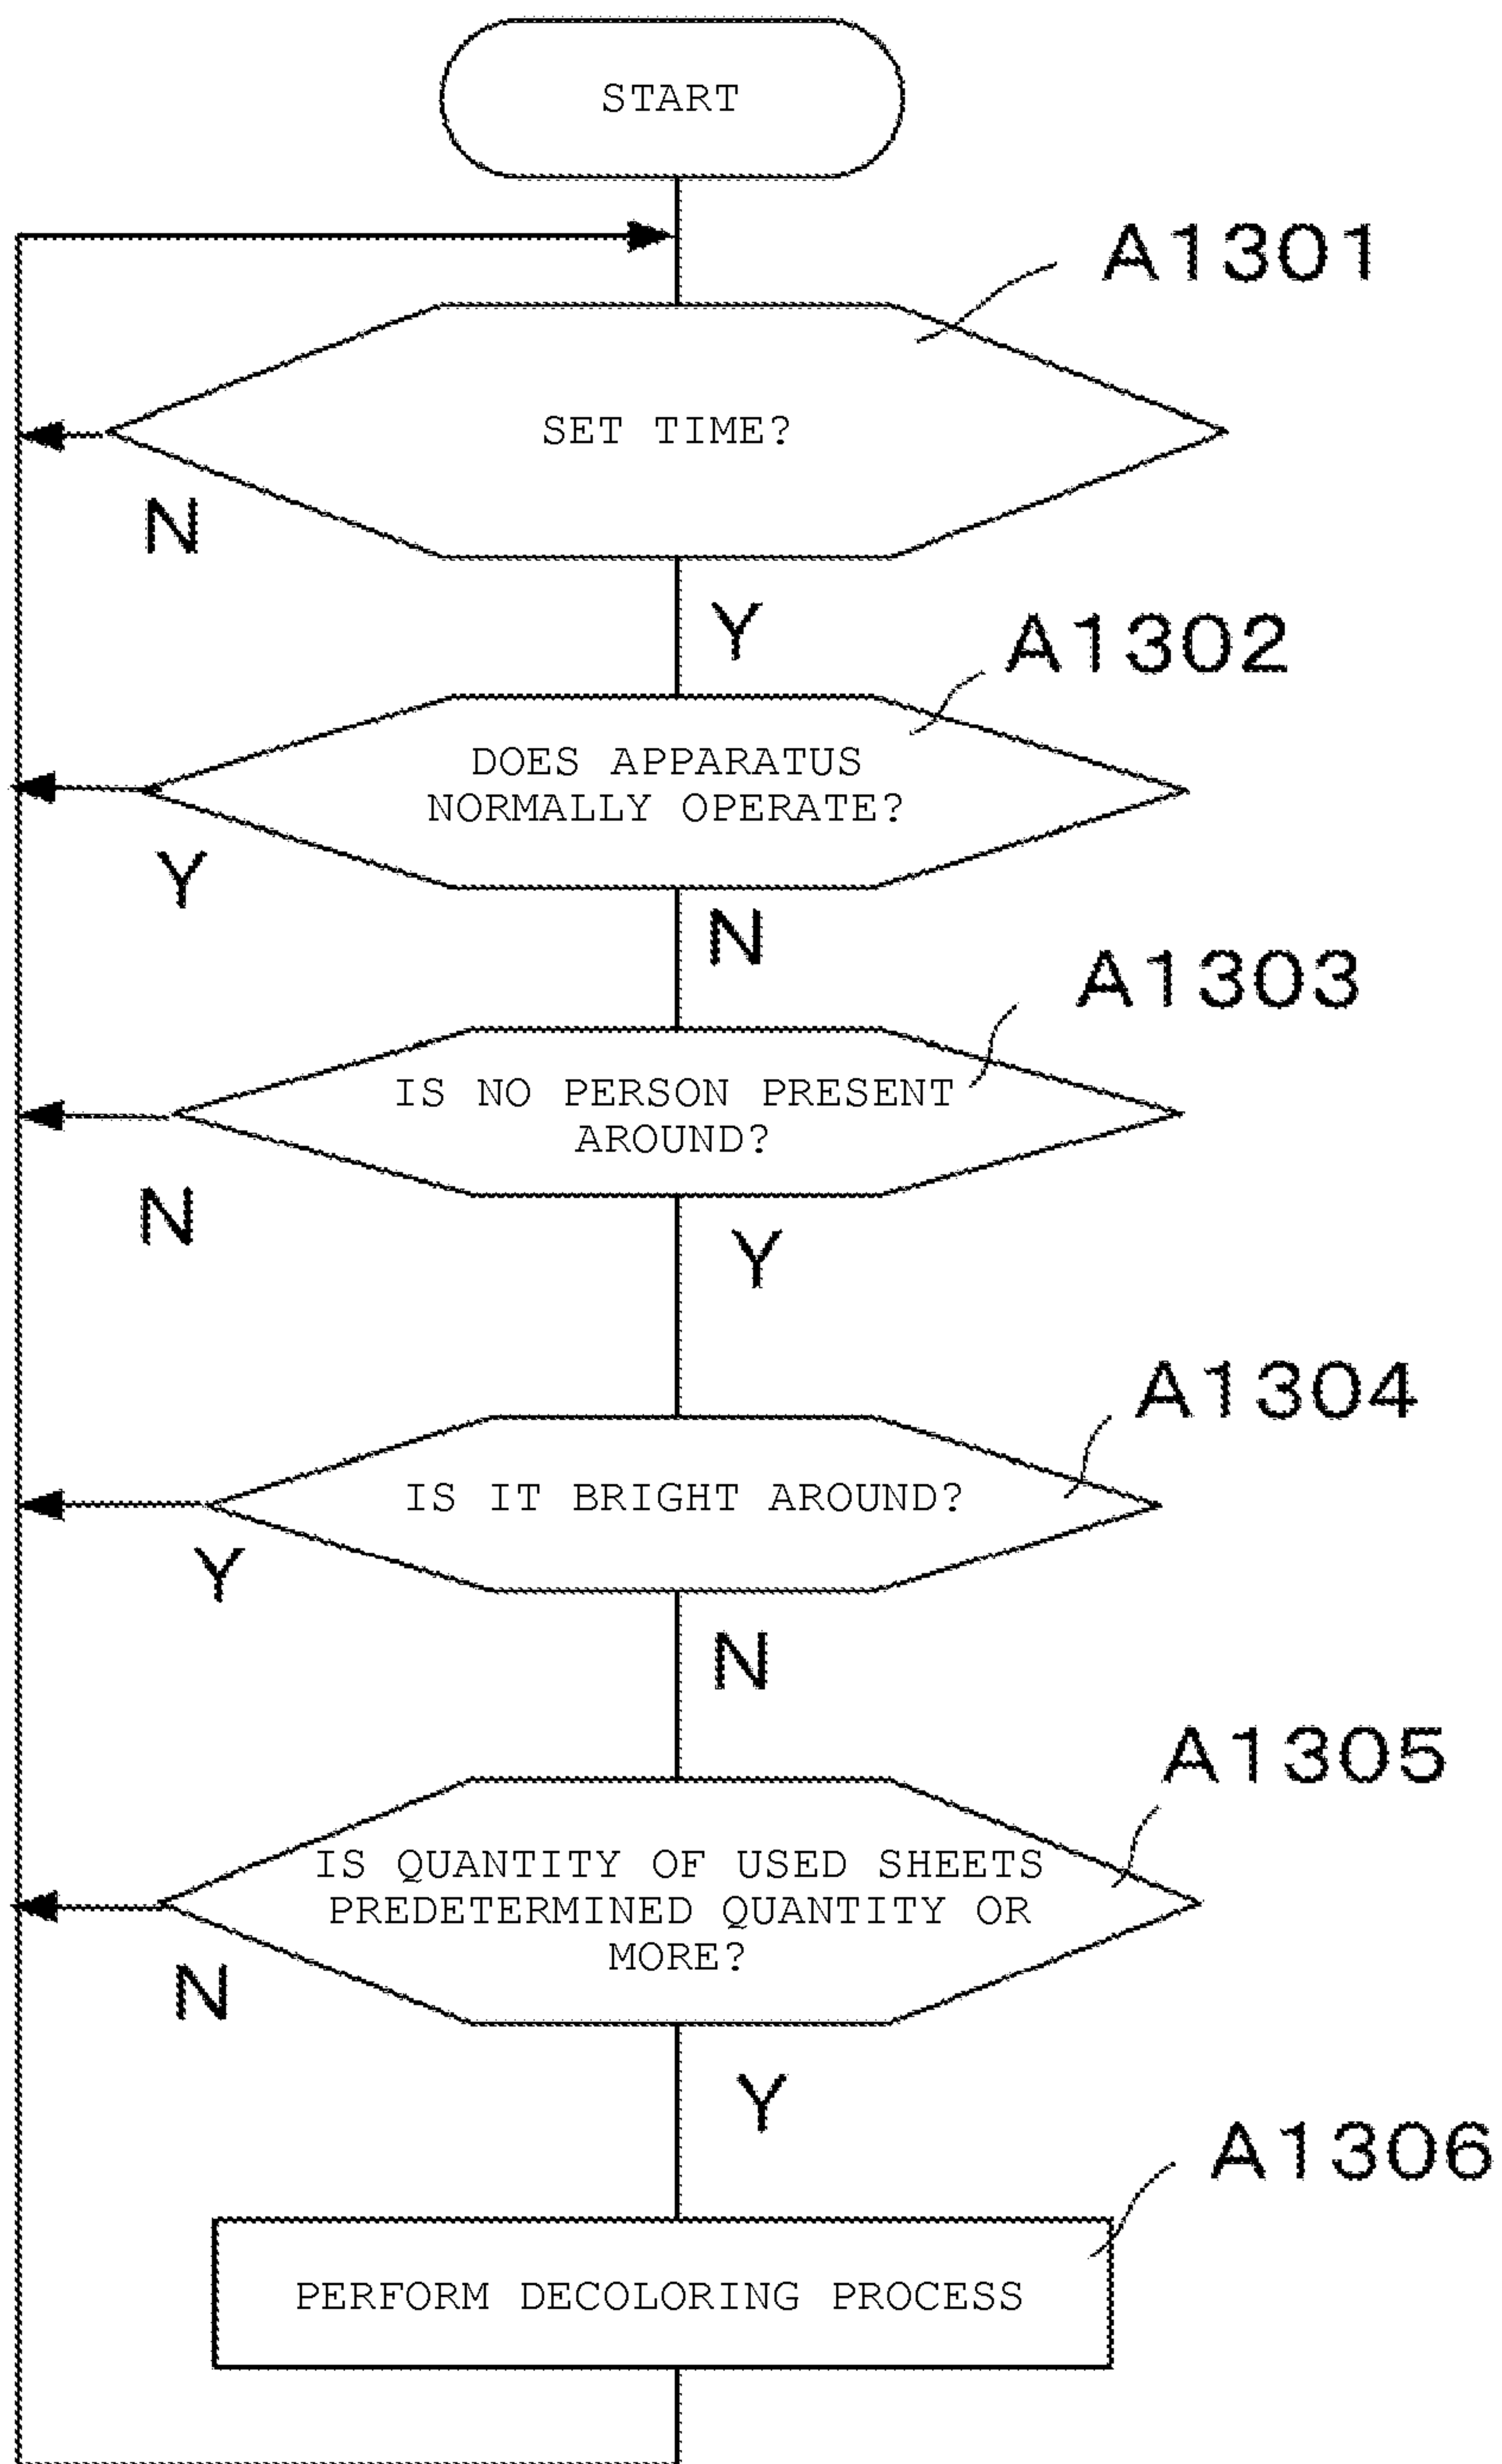 START
A1301
SET TIME?
N
Y
A1302
DOES APPARATUS
NORMALLY OPERATE?
Y
N
A1303
IS NO PERSON PRESENT
AROUND?
N
Y
A1304
IS IT BRIGHT AROUND?
Y
N
A1305
IS QUANTITY OF USED SHEETS
PREDETERMINED QUANTITY OR
MORE?
N
Y
A1306
PERFORM DECOLORING PROCESS